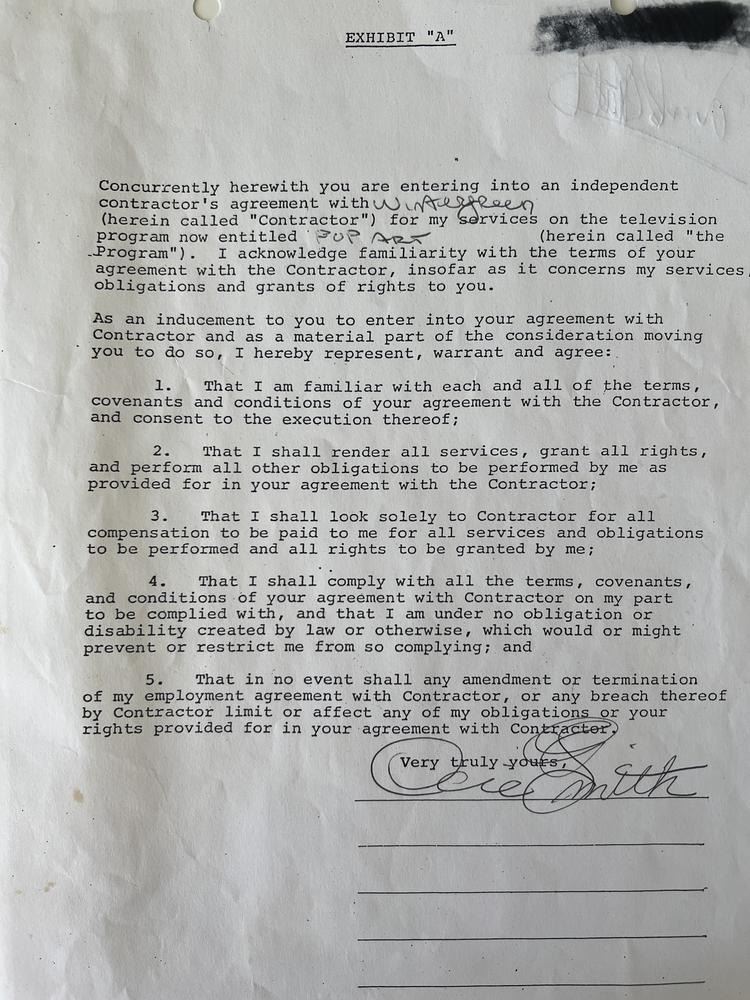 EXHIBIT "A"
Concurrently herewith you are entering into an independent
contractor's agreement with Wintergreen
(herein called "Contractor") for my services on the television
program now entitled POP ART (herein called "the
Program"). I acknowledge familiarity with the terms of your
agreement with the Contractor, insofar as it concerns my services,
obligations and grants of rights to you.
As an inducement to you to enter into your agreement with
Contractor and as a material part of the consideration moving
you to do so, I hereby represent, warrant and agree:
1. That I am familiar with each and all of the terms,
covenants and conditions of your agreement with the Contractor,
and consent to the execution thereof;
2. That I shall render all services, grant all rights,
and perform all other obligations to be performed by me as
provided for in your agreement with the Contractor;
3. That I shall look solely to Contractor for all
compensation to be paid to me for all services and obligations
to be performed and all rights to be granted by me;
4. That I shall comply with all the terms, covenants,
and conditions of your agreement with Contractor on my part
to be complied with, and that I am under no obligation or
disability created by law or otherwise, which would or might
prevent or restrict me from so complying; and
5. That in no event shall any amendment or termination
of my employment agreement with Contractor, or any breach thereof
by Contractor limit or affect any of my obligations or your
rights provided for in your agreement with Contractor.
Very truly yours,
Smith